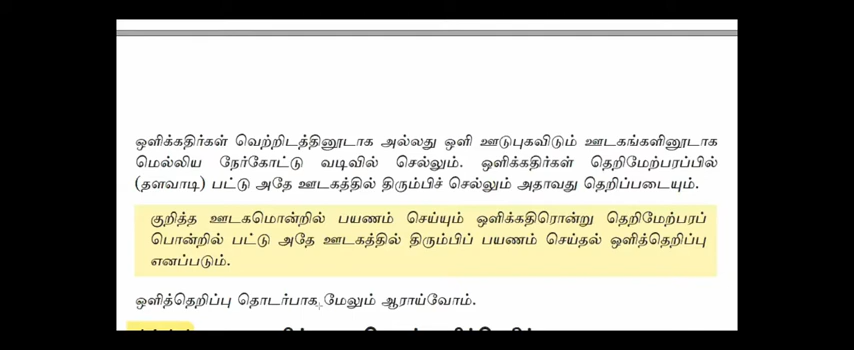 ஒளிக்கதிர்கள் வெற்றிடத்தினூடாக அல்லது ஒளி ஊடுபுகவிடும் ஊடகங்களினூடாக
மெல்லிய நேர்கோட்டு வடிவில் செல்லும். ஒளிக்கதிர்கள் தெறிமேற்பரப்பில்
(தளவாடி) பட்டு அதே ஊடகத்தில் திரும்பிச் செல்லும் அதாவது தெறிப்படையும்.
குறித்த ஊடகமொன்றில் பயணம் செய்யும் ஒளிக்கதிரொன்று தெறிமேற்பரப்
பொன்றில் பட்டு அதே ஊடகத்தில் திரும்பிப் பயணம் செய்தல் ஒளித்தெறிப்பு
எனப்படும்.
ஒளித்தெறிப்பு தொடர்பாக மேலும் ஆராய்வோம்.